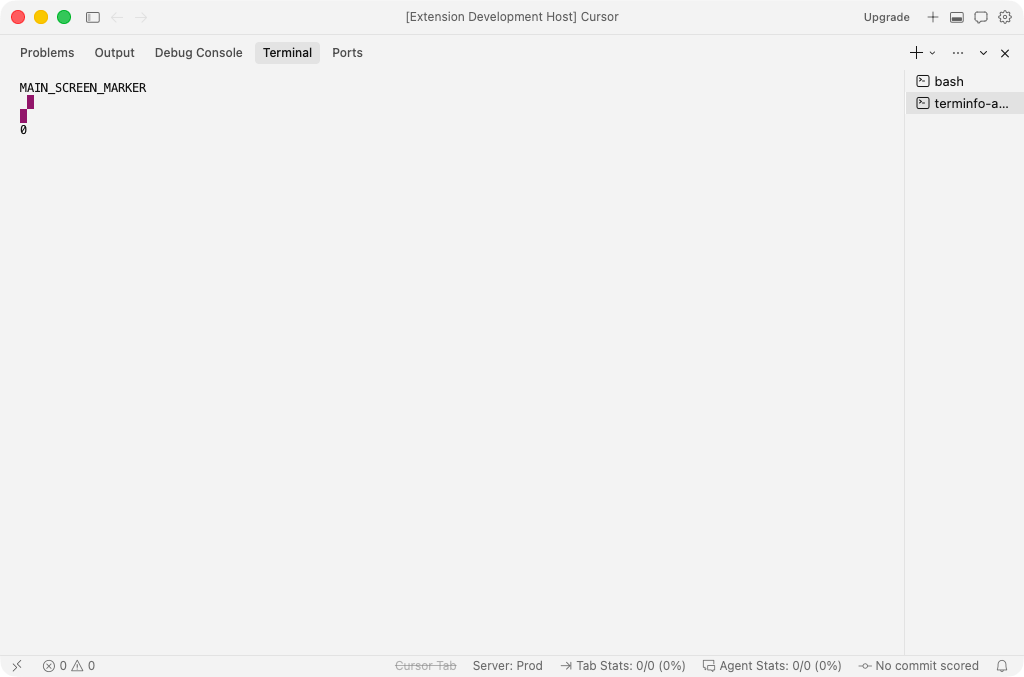 [Extension Development Host] Cursor
Upgrade
Problems
Output
Debug Console
Terminal
Ports
MAIN_SCREEN_MARKER
0
bash
terminfo-a...
0
0
Cursor Tab
Server: Prod
Tab Stats: 0/0 (0%)
Agent Stats: 0/0 (0%)
No commit scored